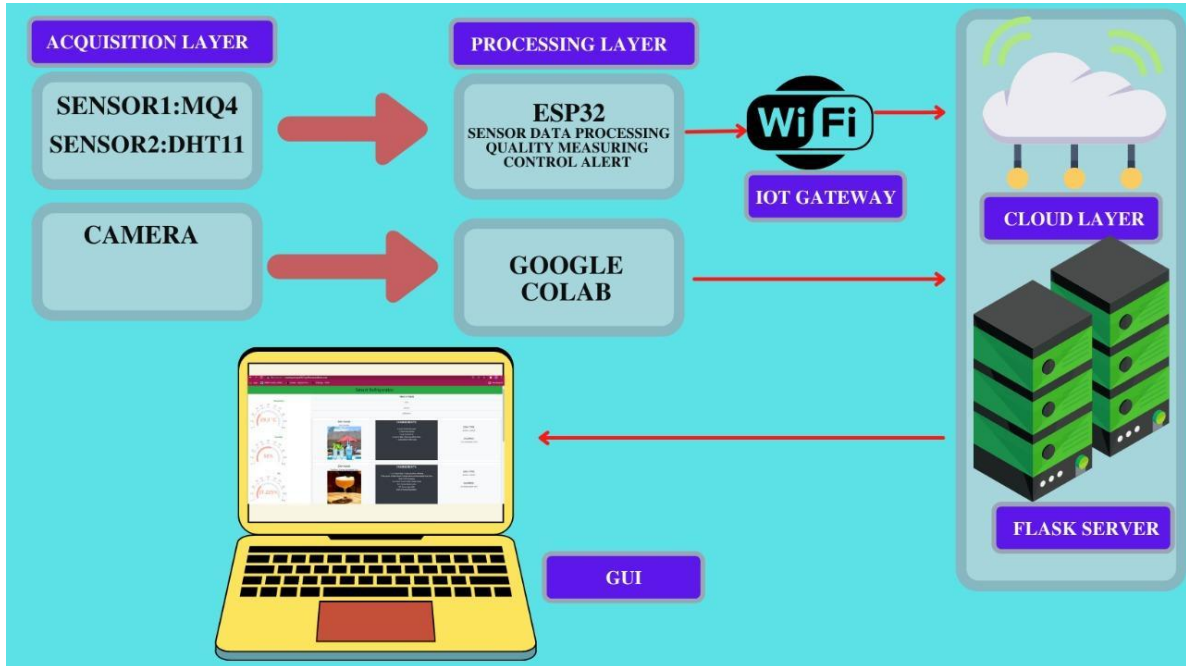 ACQUISITION LAYER
SENSOR1:MQ4
SENSOR2:DHT11
CAMERA
PROCESSING LAYER
ESP32
SENSOR DATA PROCESSING
QUALITY MEASURING
CONTROL ALERT
GOOGLE
COLAB
WiFi
IOT GATEWAY
CLOUD LAYER
FLASK SERVER
GUI